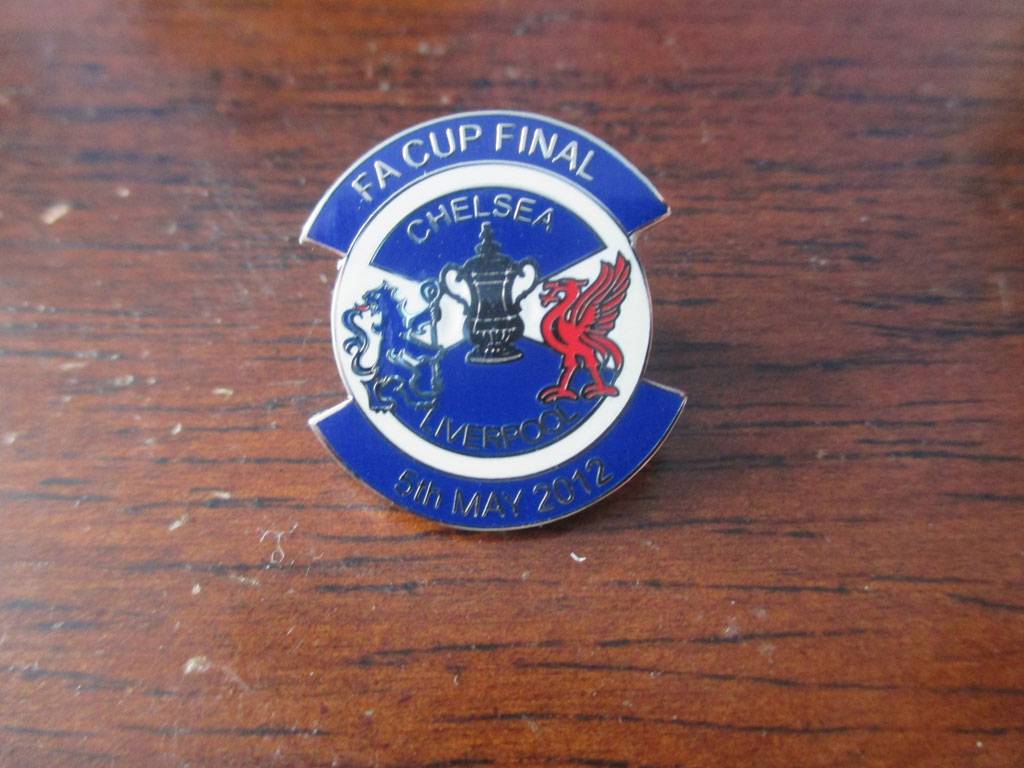 FA CUP FINAL
CHELSEA
LIVERPOOL
5th MAY 2012